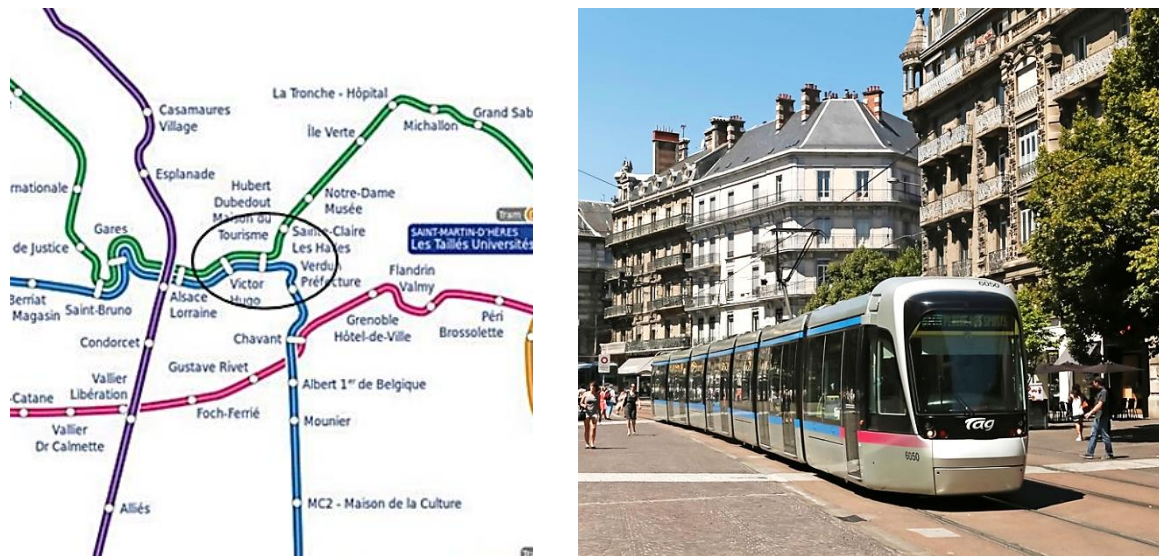 Casamaures
Village
Esplanade
La Tronche - Hôpital
Grand Sab
Michallon
Île Verte
Hubert
Dubedout
Maison du
Tourisme
Notre-Dame
Musée
rnationale
Gares
de Justice
Sainte-Claire
Les Halles
Tram
SAINT-MARTIN-D'HÈRES
Les Taillés Universités
Verdun
Préfecture
Flandrin
Valmy
Berriat
Magasin
Saint-Bruno
Alsace
Lorraine
Victor
Hugo
Grenoble
Hôtel-de-Ville
Péri
Brossolette
Condorcet
Chavant
Gustave Rivet
Vallier
Libération
Albert 1er de Belgique
-Catane
Foch-Ferrié
Vallier
Dr Calmette
Mounier
Alliés
MC2 - Maison de la Culture
6050
Tag
6050